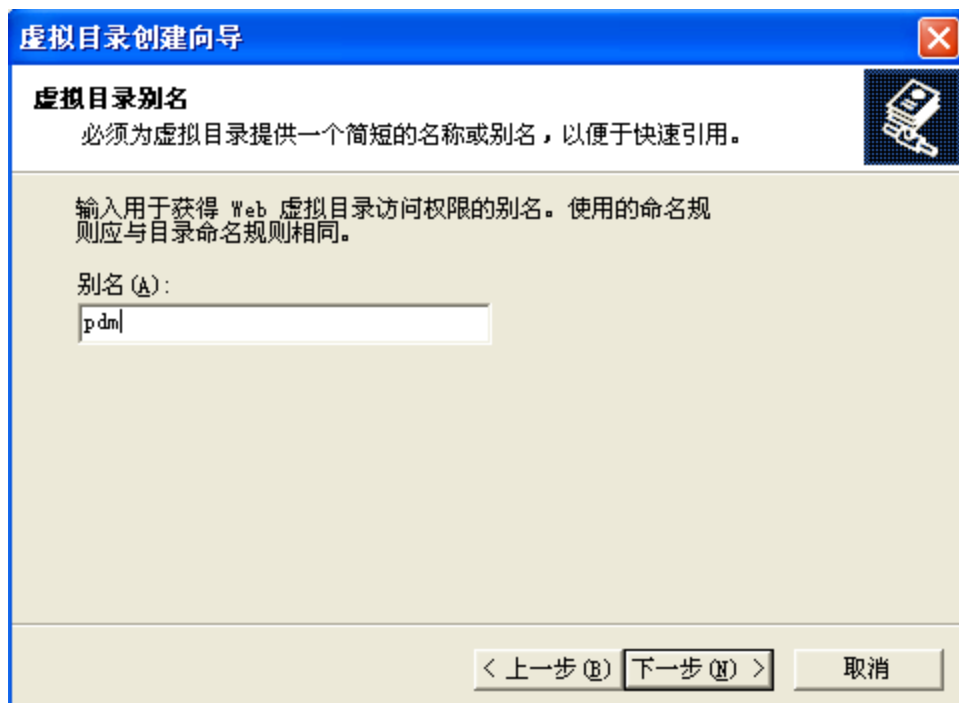 虚拟目录创建向导
虚拟目录别名
必须为虚拟目录提供一个简短的名称或别名，以便于快速引用。
输入用于获得 Web 虚拟目录访问权限的别名。使用的命名规
则应与目录命名规则相同。
别名(A):
pdm
< 上一步(B) 下一步(N) > 取消